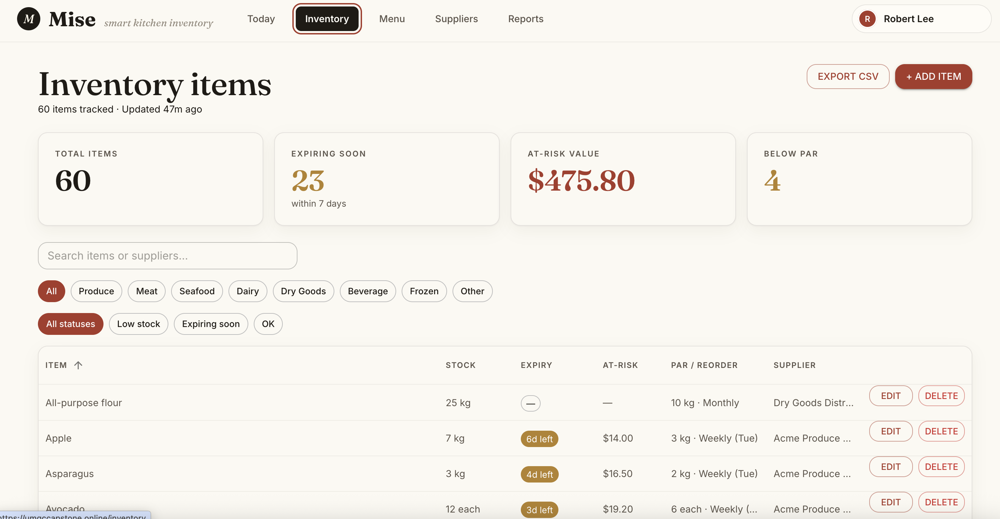 M Mise smart kitchen inventory Today Inventory Menu Suppliers Reports R Robert Lee
Inventory items
EXPORT CSV + ADD ITEM
60 items tracked · Updated 47m ago
TOTAL ITEMS EXPIRING SOON AT-RISK VALUE BELOW PAR
60 23 $475.80 4
within 7 days
Search items or suppliers...
All Produce Meat Seafood Dairy Dry Goods Beverage Frozen Other
All statuses Low stock Expiring soon OK
ITEM ↑ STOCK EXPIRY AT-RISK PAR / REORDER SUPPLIER
All-purpose flour 25 kg — — 10 kg · Monthly Dry Goods Distr... EDIT DELETE
Apple 7 kg 6d left $14.00 3 kg · Weekly (Tue) Acme Produce ... EDIT DELETE
Asparagus 3 kg 4d left $16.50 2 kg · Weekly (Tue) Acme Produce ... EDIT DELETE
Avocado 12 each 3d left $19.20 6 each · Weekly (... Acme Produce ... EDIT DELETE
https://umgccapstone.online/inventory